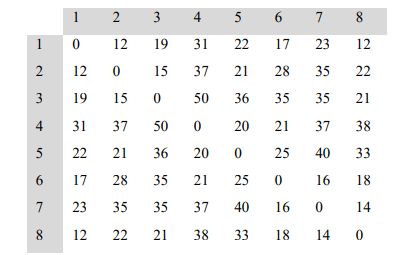 1 2 3 4 5 6 7 8
1 0 12 19 31 22 17 23 12
2 12 0 15 37 21 28 35 22
3 19 15 0 50 36 35 35 21
4 31 37 50 0 20 21 37 38
5 22 21 36 20 0 25 40 33
6 17 28 35 21 25 0 16 18
7 23 35 35 37 40 16 0 14
8 12 22 21 38 33 18 14 0